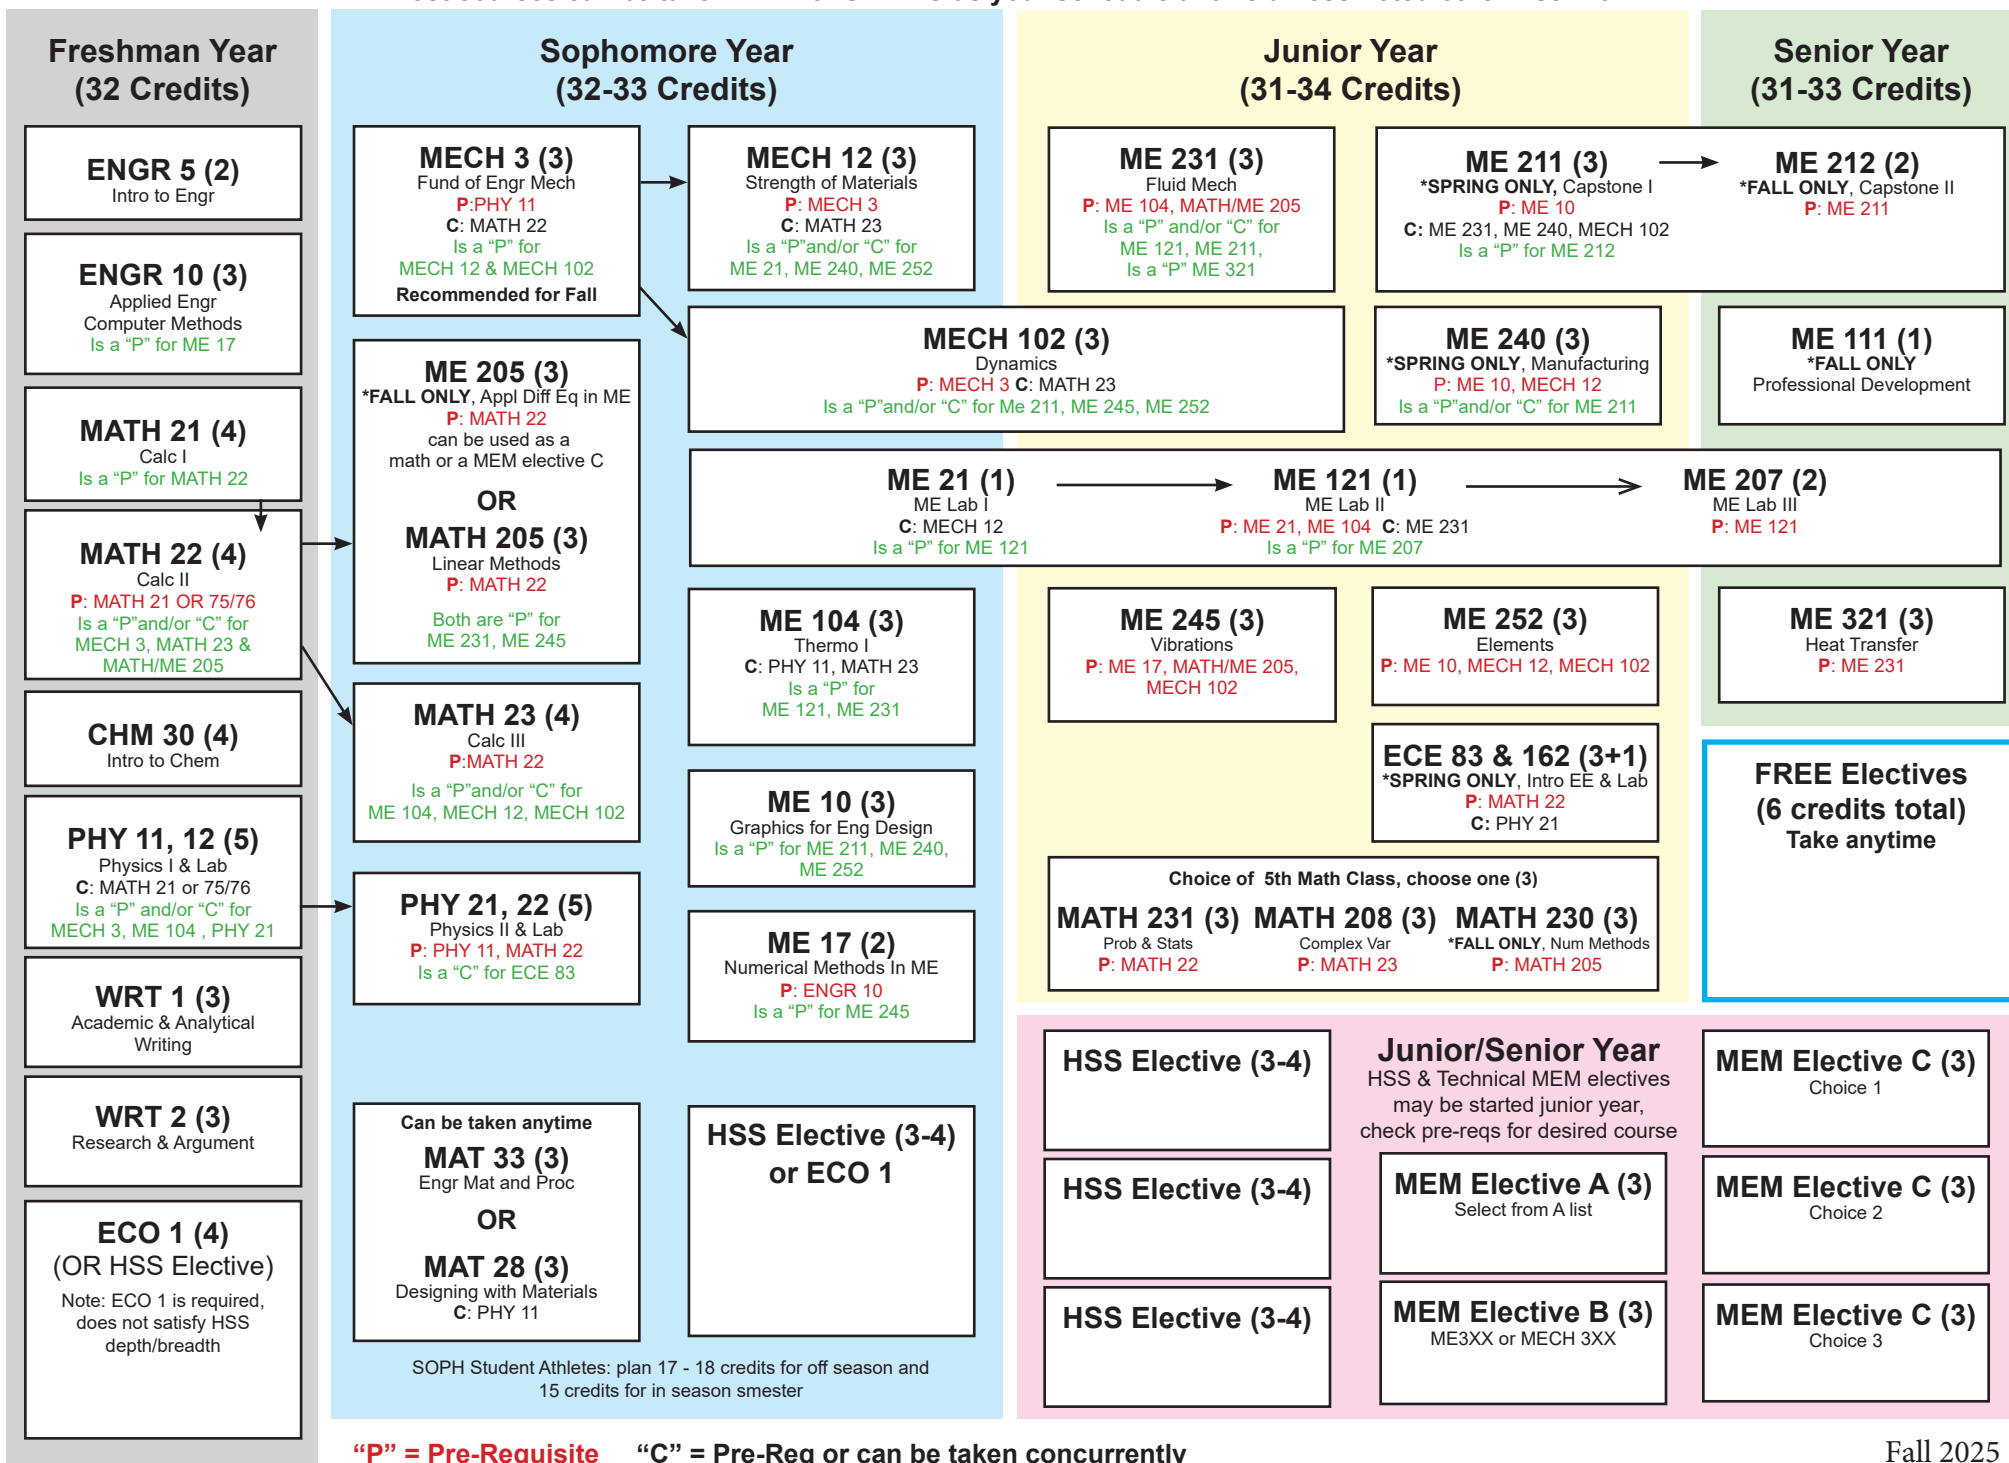 Freshman Year
(32 Credits)
ENGR 5 (2)
Intro to Engr
ENGR 10 (3)
Applied Engr
Computer Methods
Is a “P” for ME 17
MATH 21 (4)
Calc I
Is a “P” for MATH 22
MATH 22 (4)
Calc II
P: MATH 21 OR 75/76
Is a “P”and/or “C” for
MECH 3, MATH 23 &
MATH/ME 205
CHM 30 (4)
Intro to Chem
PHY 11, 12 (5)
Physics I & Lab
C: MATH 21 or 75/76
Is a “P” and/or “C” for
MECH 3, ME 104 , PHY 21
WRT 1 (3)
Academic & Analytical
Writing
WRT 2 (3)
Research & Argument
ECO 1 (4)
(OR HSS Elective)
Note: ECO 1 is required,
does not satisfy HSS
depth/breadth
Sophomore Year
(32-33 Credits)
MECH 3 (3)
Fund of Engr Mech
P:PHY 11
C: MATH 22
Is a “P” for
MECH 12 & MECH 102
Recommended for Fall
ME 205 (3)
*FALL ONLY, Appl Diff Eq in ME
P: MATH 22
can be used as a
math or a MEM elective C
OR
MATH 205 (3)
Linear Methods
P: MATH 22
Both are “P” for
ME 231, ME 245
MATH 23 (4)
Calc III
P:MATH 22
Is a “P”and/or “C” for
ME 104, MECH 12, MECH 102
PHY 21, 22 (5)
Physics II & Lab
P: PHY 11, MATH 22
Is a “C” for ECE 83
Can be taken anytime
MAT 33 (3)
Engr Mat and Proc
OR
MAT 28 (3)
Designing with Materials
C: PHY 11
MECH 12 (3)
Strength of Materials
P: MECH 3
C: MATH 23
Is a “P”and/or “C” for
ME 21, ME 240, ME 252
MECH 102 (3)
Dynamics
P: MECH 3 C: MATH 23
Is a “P”and/or “C” for Me 211, ME 245, ME 252
ME 21 (1)
ME Lab I
C: MECH 12
Is a “P” for ME 121
ME 121 (1)
ME Lab II
P: ME 21, ME 104 C: ME 231
Is a “P” for ME 207
ME 207 (2)
ME Lab III
P: ME 121
ME 104 (3)
Thermo I
C: PHY 11, MATH 23
Is a “P” for
ME 121, ME 231
ME 10 (3)
Graphics for Eng Design
Is a “P” for ME 211, ME 240,
ME 252
ME 17 (2)
Numerical Methods In ME
P: ENGR 10
Is a “P” for ME 245
HSS Elective (3-4)
or ECO 1
SOPH Student Athletes: plan 17 - 18 credits for off season and
15 credits for in season smester
Junior Year
(31-34 Credits)
ME 231 (3)
Fluid Mech
P: ME 104, MATH/ME 205
Is a “P” and/or “C” for
ME 121, ME 211,
Is a “P” ME 321
ME 211 (3)
*SPRING ONLY, Capstone I
P: ME 10
C: ME 231, ME 240, MECH 102
Is a “P” for ME 212
ME 240 (3)
*SPRING ONLY, Manufacturing
P: ME 10, MECH 12
Is a “P”and/or “C” for ME 211
ME 245 (3)
Vibrations
P: ME 17, MATH/ME 205,
MECH 102
ME 252 (3)
Elements
P: ME 10, MECH 12, MECH 102
ECE 83 & 162 (3+1)
*SPRING ONLY, Intro EE & Lab
P: MATH 22
C: PHY 21
Choice of 5th Math Class, choose one (3)
MATH 231 (3)
Prob & Stats
P: MATH 22
MATH 208 (3)
Complex Var
P: MATH 23
MATH 230 (3)
*FALL ONLY, Num Methods
P: MATH 205
Senior Year
(31-33 Credits)
ME 212 (2)
*FALL ONLY, Capstone II
P: ME 211
ME 111 (1)
*FALL ONLY
Professional Development
ME 321 (3)
Heat Transfer
P: ME 231
FREE Electives
(6 credits total)
Take anytime
HSS Elective (3-4)
HSS Elective (3-4)
HSS Elective (3-4)
Junior/Senior Year
HSS & Technical MEM electives
may be started junior year,
check pre-reqs for desired course
MEM Elective A (3)
Select from A list
MEM Elective B (3)
ME3XX or MECH 3XX
MEM Elective C (3)
Choice 1
MEM Elective C (3)
Choice 2
MEM Elective C (3)
Choice 3
“P” = Pre-Requisite “C” = Pre-Req or can be taken concurrently
Fall 2025